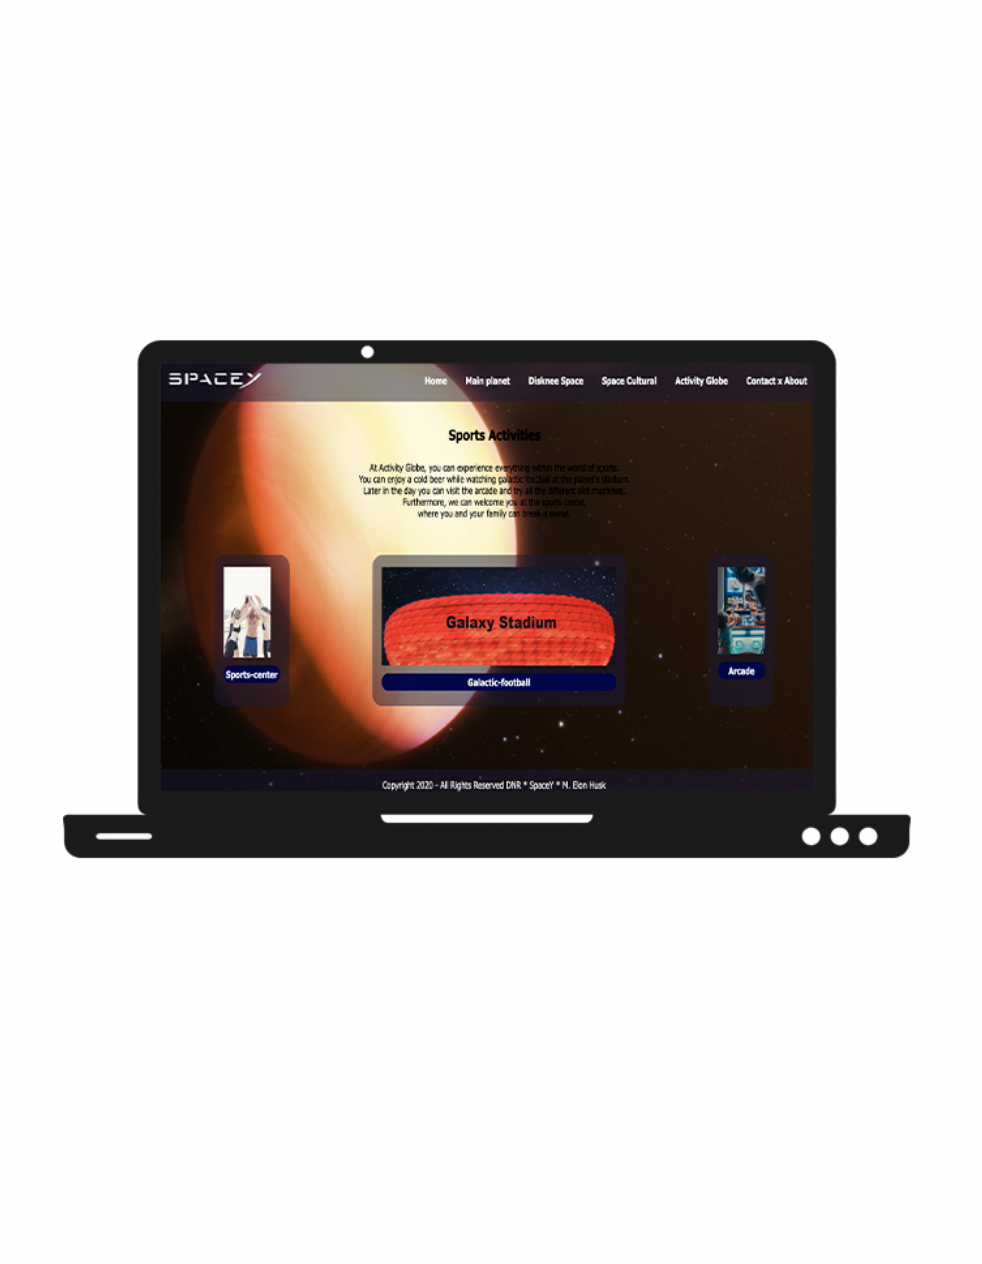 SPACEY
Home Main planet Disknee Space Space Cultural Activity Globe Contact x About
Sports Activities
At Activity Globe, you can experience everything within the world of sports.
You can enjoy a cold beer while watching galactic football at the planet's stadium.
Later in the day you can visit the arcade and try all the different slot machines.
Furthermore, we can welcome you at the sports center,
where you and your family can break a sweat.
Galaxy Stadium
Sports-center
Galactic-football
Arcade
Copyright 2020 - All Rights Reserved DNR * SpaceY * M. Elon Husk